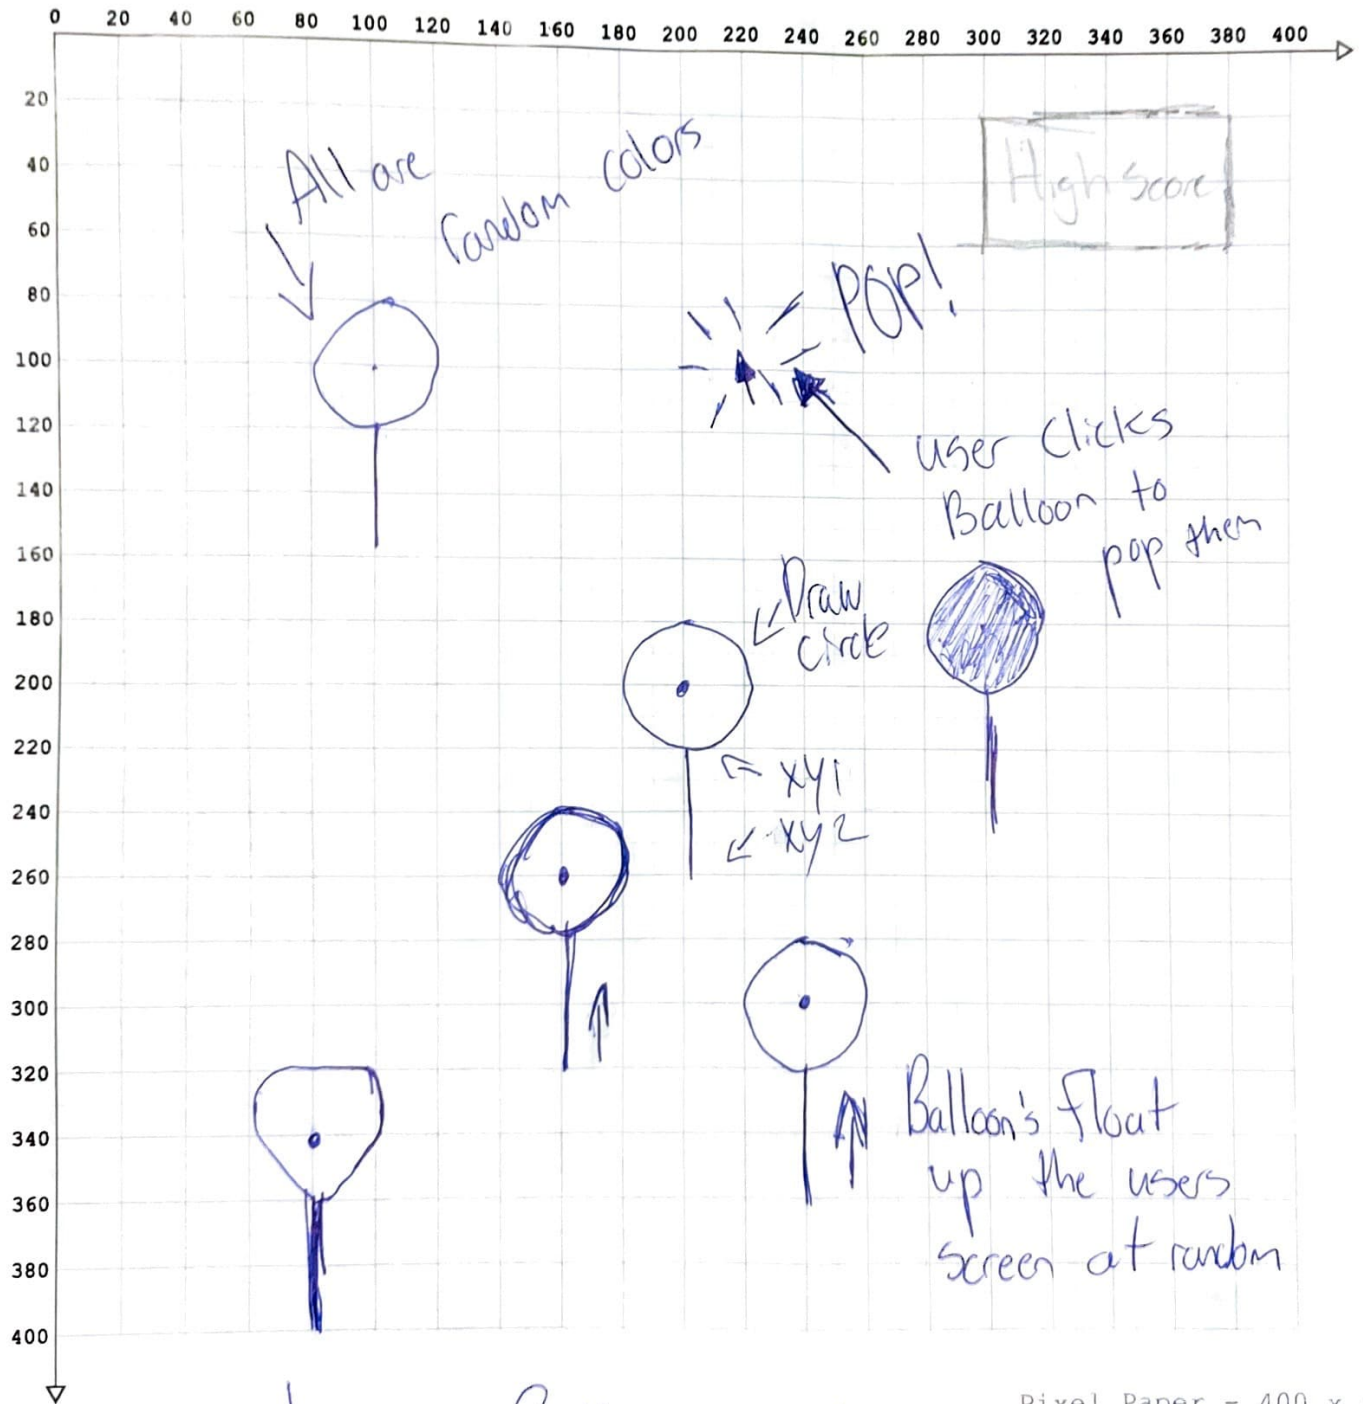 0 20 40 60 80 100 120 140 160 180 200 220 240 260 280 300 320 340 360 380 400
20
40
60
80
100
120
140
160
180
200
220
240
260
280
300
320
340
360
380
400
All are
random colors
High Score
POP!
user Clicks
Balloon to
pop them
Draw
circle
xy1
xy2
Balloon's float
up the users
screen at random
Pixel Paper - 400 x